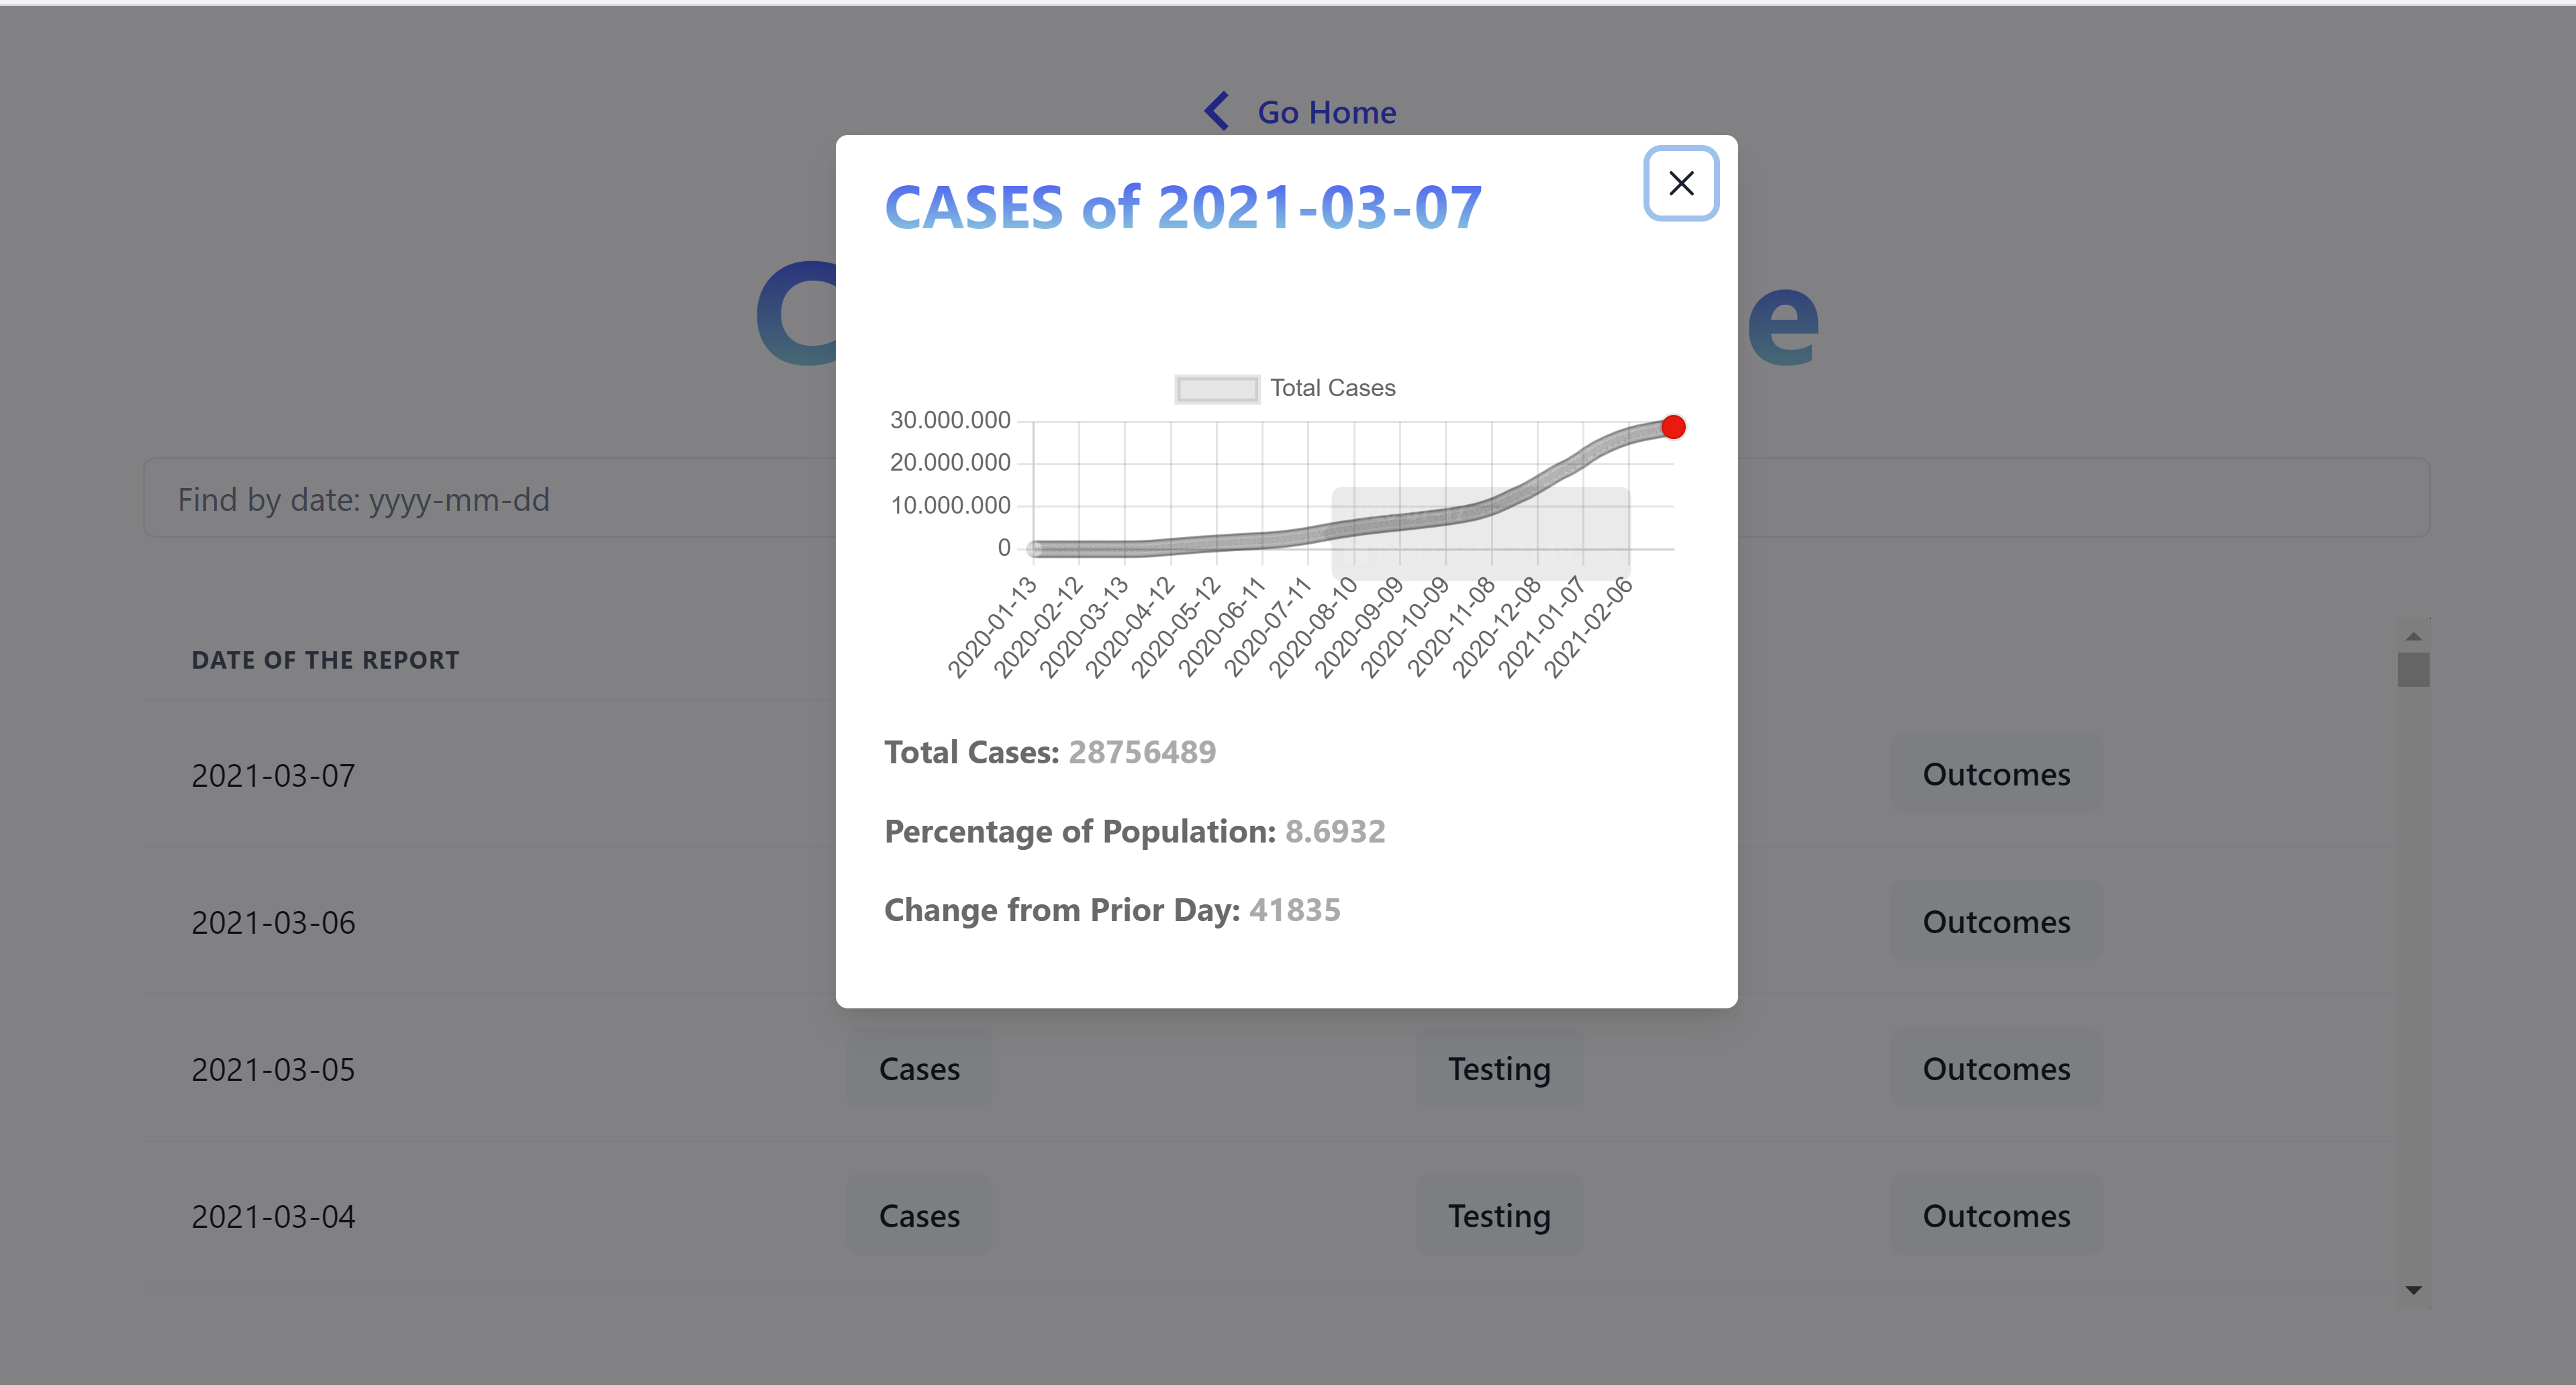 Go Home
CASES of 2021-03-07
C e
Total Cases
30.000.000
20.000.000
10.000.000
0
2020-01-13
2020-02-12
2020-03-13
2020-04-12
2020-05-12
2020-06-11
2020-07-11
2020-08-10
2020-09-09
2020-10-09
2020-11-08
2020-12-08
2021-01-07
2021-02-06
Total Cases: 28756489
Percentage of Population: 8.6932
Change from Prior Day: 41835
Find by date: yyyy-mm-dd
DATE OF THE REPORT
2021-03-07 Outcomes
2021-03-06 Outcomes
2021-03-05 Cases Testing Outcomes
2021-03-04 Cases Testing Outcomes